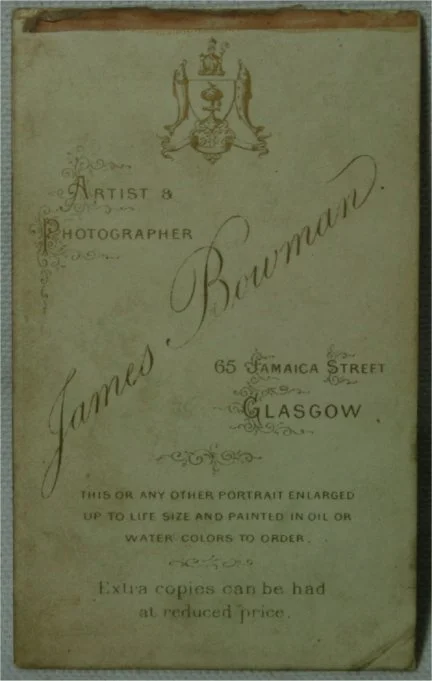 ARTIST &
PHOTOGRAPHER
James Bowman.
65 JAMAICA STREET
GLASGOW
THIS OR ANY OTHER PORTRAIT ENLARGED
UP TO LIFE SIZE AND PAINTED IN OIL OR
WATER COLORS TO ORDER.
Extra copies can be had
at reduced price.